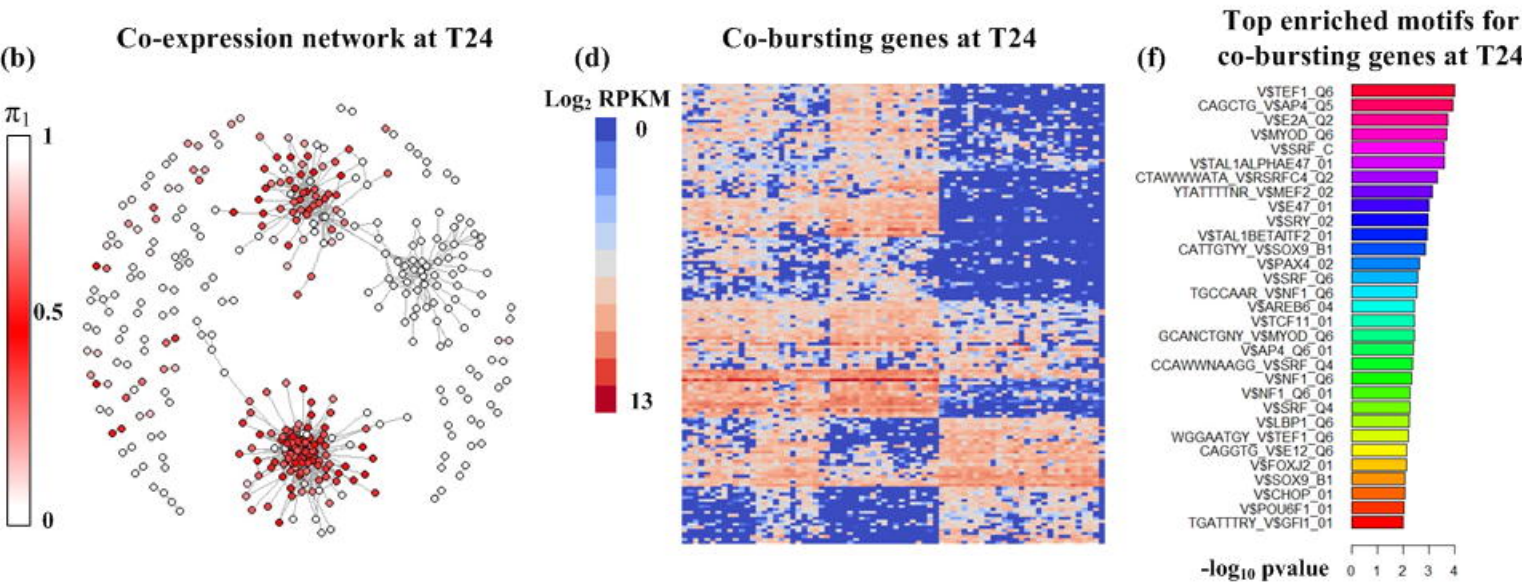 (b)
Co-expression network at T24
π1
1
0.5
0
(d)
Co-bursting genes at T24
Log2 RPKM
0
13
(f)
Top enriched motifs for
co-bursting genes at T24
V$TEF1_Q6
CAGCTG_V$AP4_Q5
V$E2A_Q2
V$MYOD_Q6
V$SRF_C
V$TAL1ALPHAE47_01
CTAWWWATA_V$RSRFC4_Q2
YTATTTTNR_V$MEF2_02
V$E47_01
V$SRY_02
V$TAL1BETAITF2_01
CATTGTYY_V$SOX9_B1
V$PAX4_02
V$SRF_Q6
TGCCAAR_V$NF1_Q6
V$AREB6_04
V$TCF11_01
GCANCTGNY_V$MYOD_Q6
V$AP4_Q6_01
CCAWWNAAGG_V$SRF_Q4
V$NF1_Q6
V$NF1_Q6_01
V$SRF_Q4
V$LBP1_Q6
WGGAATGY_V$TEF1_Q6
CAGGTG_V$E12_Q6
V$FOXJ2_01
V$SOX9_B1
V$CHOP_01
V$POU6F1_01
TGATTTRY_V$GFI1_01
-log10 pvalue
0 1 2 3 4